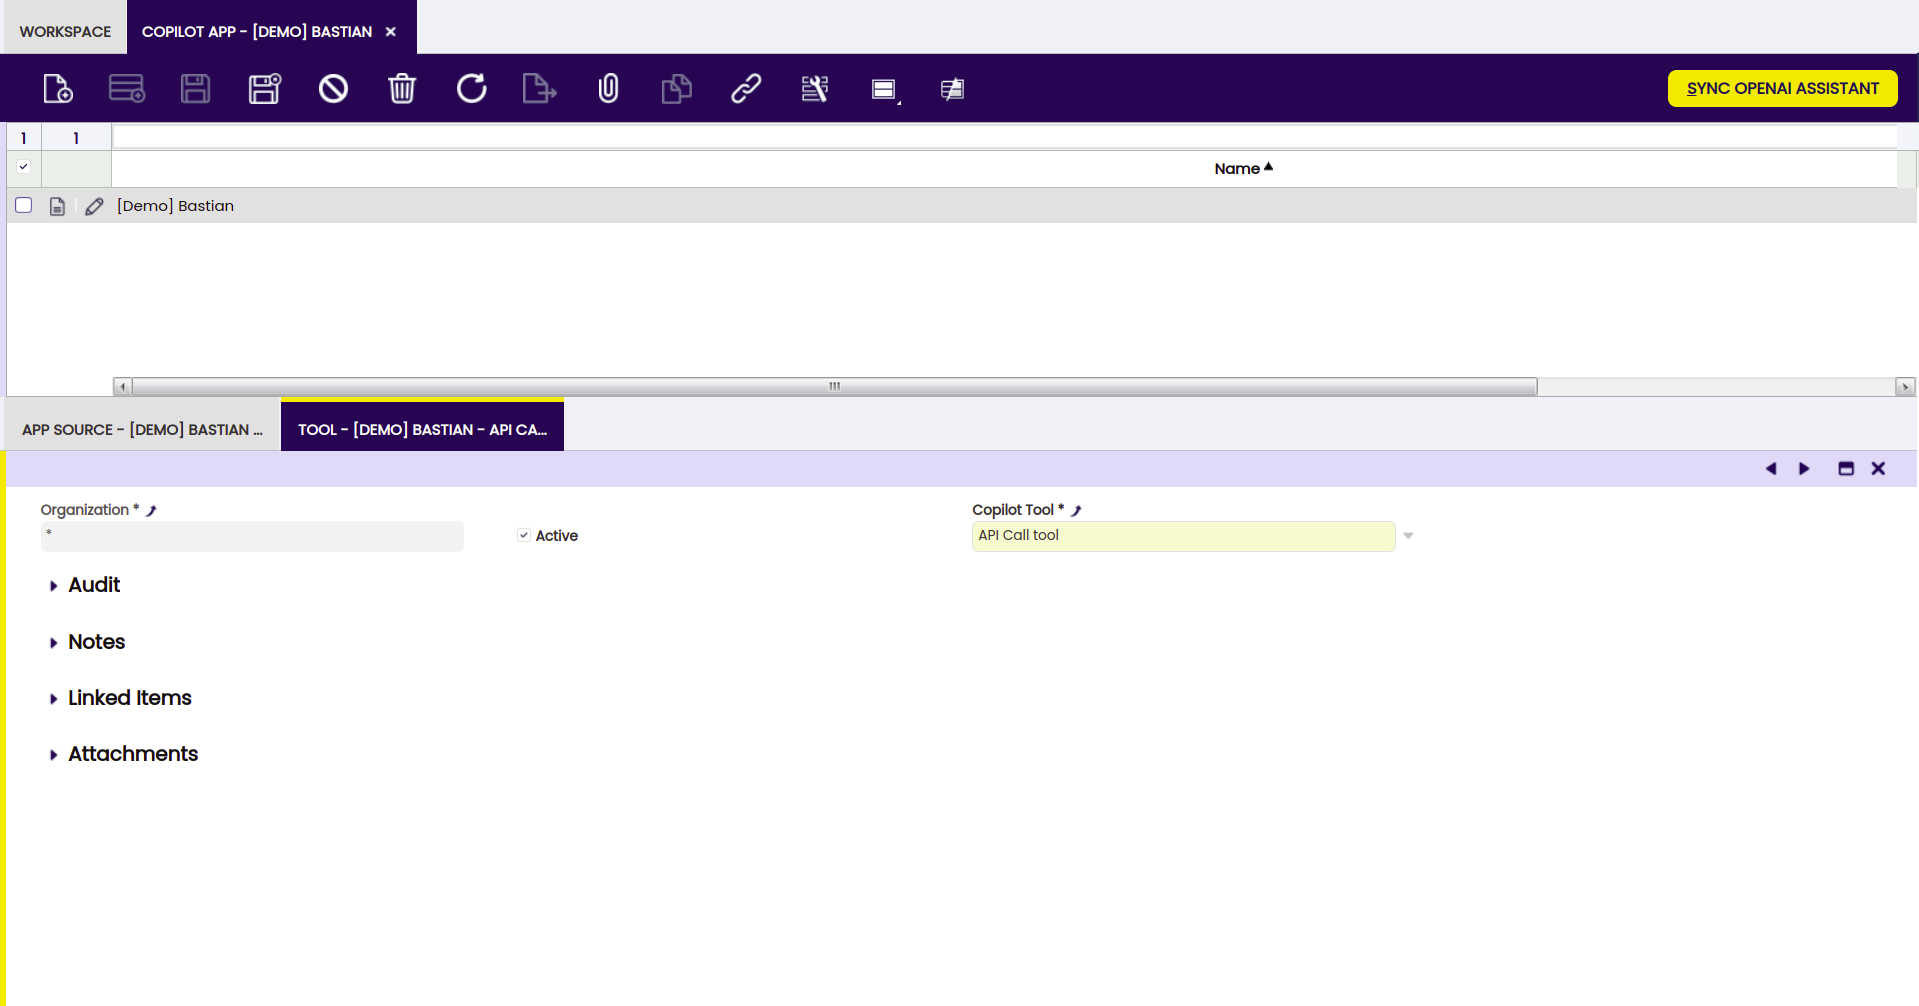 WORKSPACE
COPILOT APP - [DEMO] BASTIAN
SYNC OPENAI ASSISTANT
1 1
Name
[Demo] Bastian
APP SOURCE - [DEMO] BASTIAN ...
TOOL - [DEMO] BASTIAN - API CA...
Organization *
Copilot Tool *
*
Active
API Call tool
Audit
Notes
Linked Items
Attachments